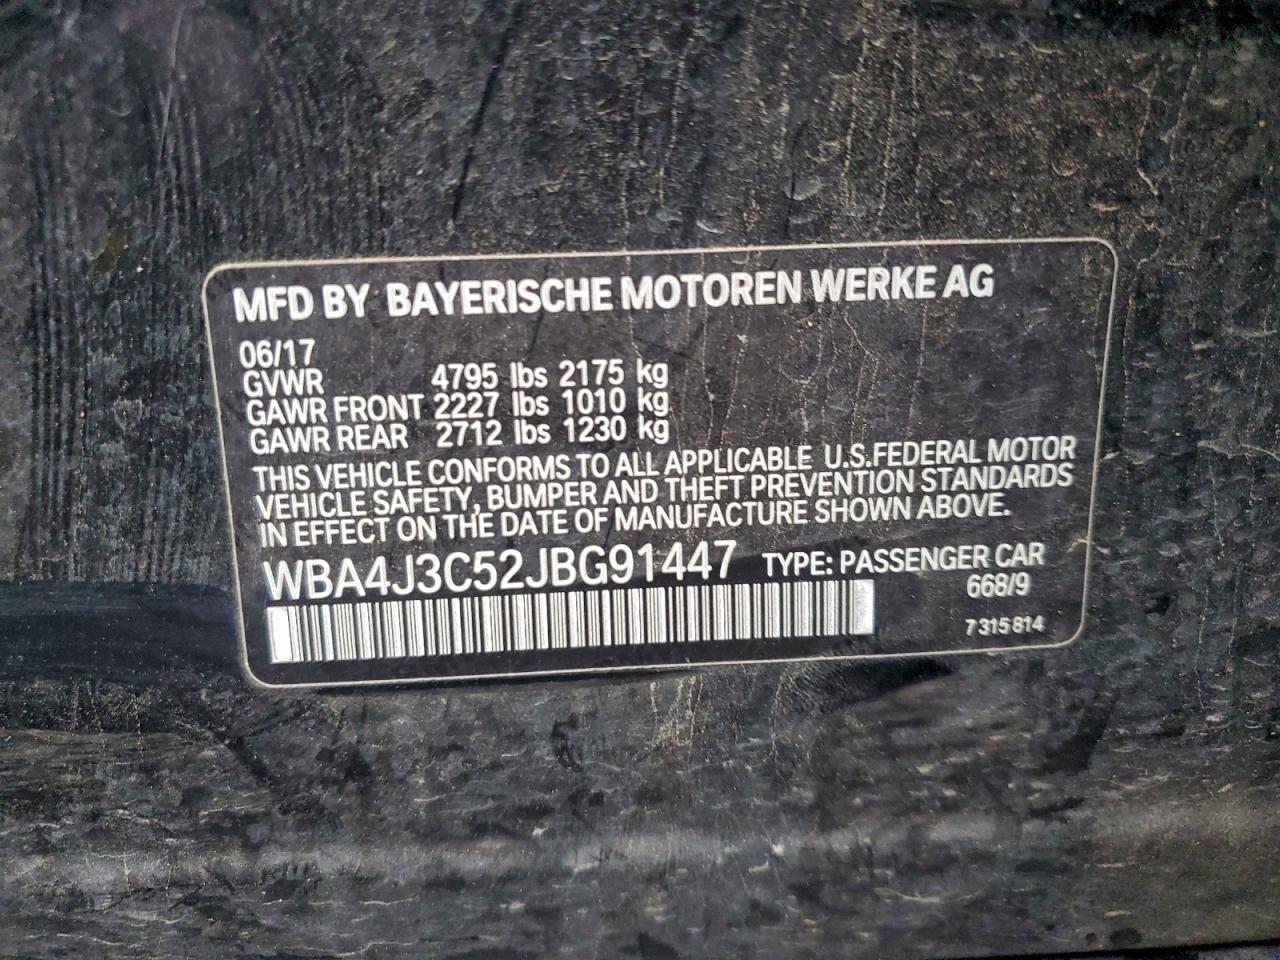 MFD BY BAYERISCHE MOTOREN WERKE AG
06/17
GVWR 4795 lbs 2175 kg
GAWR FRONT 2227 lbs 1010 kg
GAWR REAR 2712 lbs 1230 kg
THIS VEHICLE CONFORMS TO ALL APPLICABLE U.S.FEDERAL MOTOR
VEHICLE SAFETY, BUMPER AND THEFT PREVENTION STANDARDS
IN EFFECT ON THE DATE OF MANUFACTURE SHOWN ABOVE.
WBA4J3C52JBG91447 TYPE: PASSENGER CAR
668/9
7 315 814